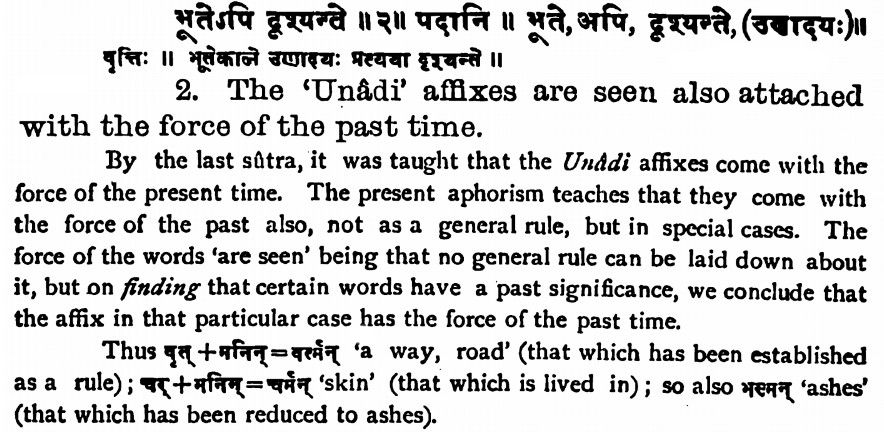 भूतेऽपि दृश्यन्ते ॥ २ ॥ पदानि ॥ भूते, अपि, दृश्यन्ते, (उणादयः) ॥
वृत्तिः ॥ भूतेकाले उणादयः प्रत्यया दृश्यन्ते ॥
2. The ‘Unâdi’ affixes are seen also attached
with the force of the past time.
By the last sûtra, it was taught that the Unâdi affixes come with the
force of the present time. The present aphorism teaches that they come with
the force of the past also, not as a general rule, but in special cases. The
force of the words ‘are seen’ being that no general rule can be laid down about
it, but on finding that certain words have a past significance, we conclude that
the affix in that particular case has the force of the past time.
Thus वृत् + मनिन् = वर्त्मन् ‘a way, road’ (that which has been established
as a rule) ; चर् + मनिन् = चर्मन् ‘skin’ (that which is lived in) ; so also भस्मन् ‘ashes’
(that which has been reduced to ashes).